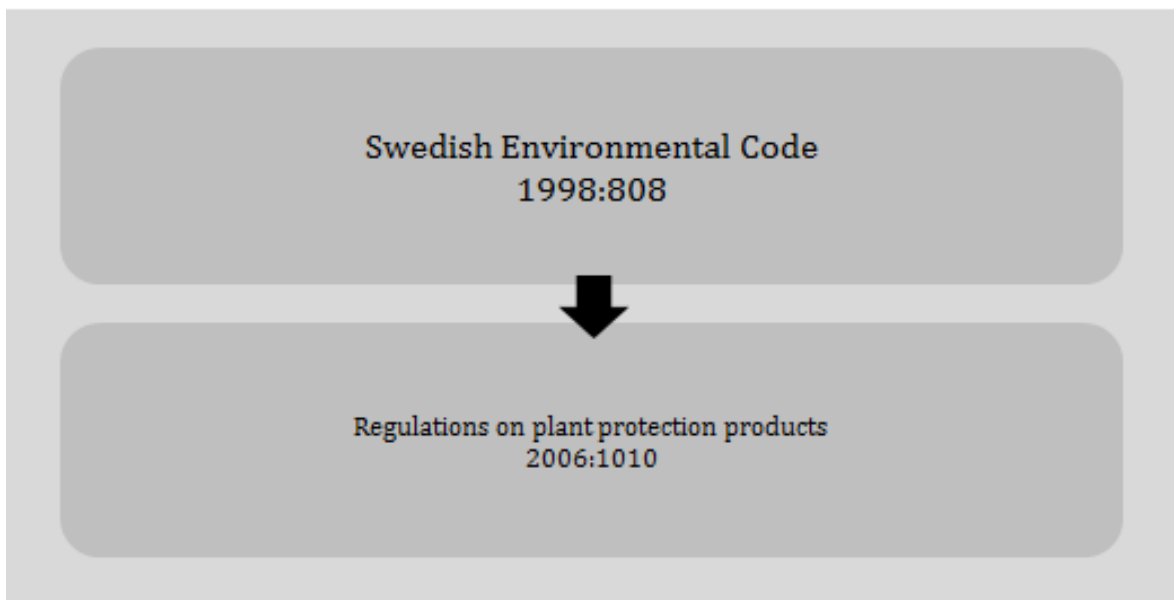 Swedish Environmental Code
1998:808
Regulations on plant protection products
2006:1010